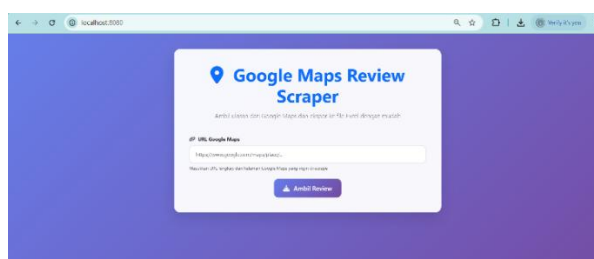 localhost:8080
Verify it's you
Google Maps Review
Scraper
Ambil ulasan dari Google Maps dan ekspor ke file Excel dengan mudah
URL Google Maps
https://www.google.com/maps/place/...
Masukkan URL lengkap dari halaman Google Maps yang ingin di-scrape
Ambil Review